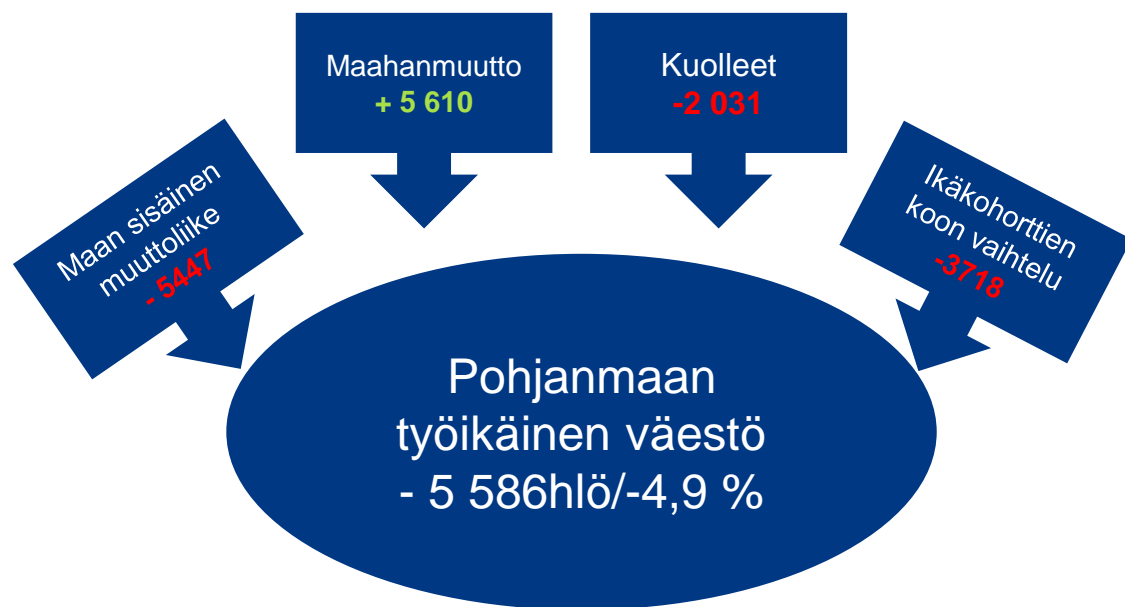 Maahanmuutto
+ 5 610
Kuolleet
-2 031
Maan sisäinen
muuttoliike
- 5447
Ikäkohorttien
koon vaihtelu
-3718
Pohjanmaan
työikäinen väestö
- 5 586hlö/-4,9 %